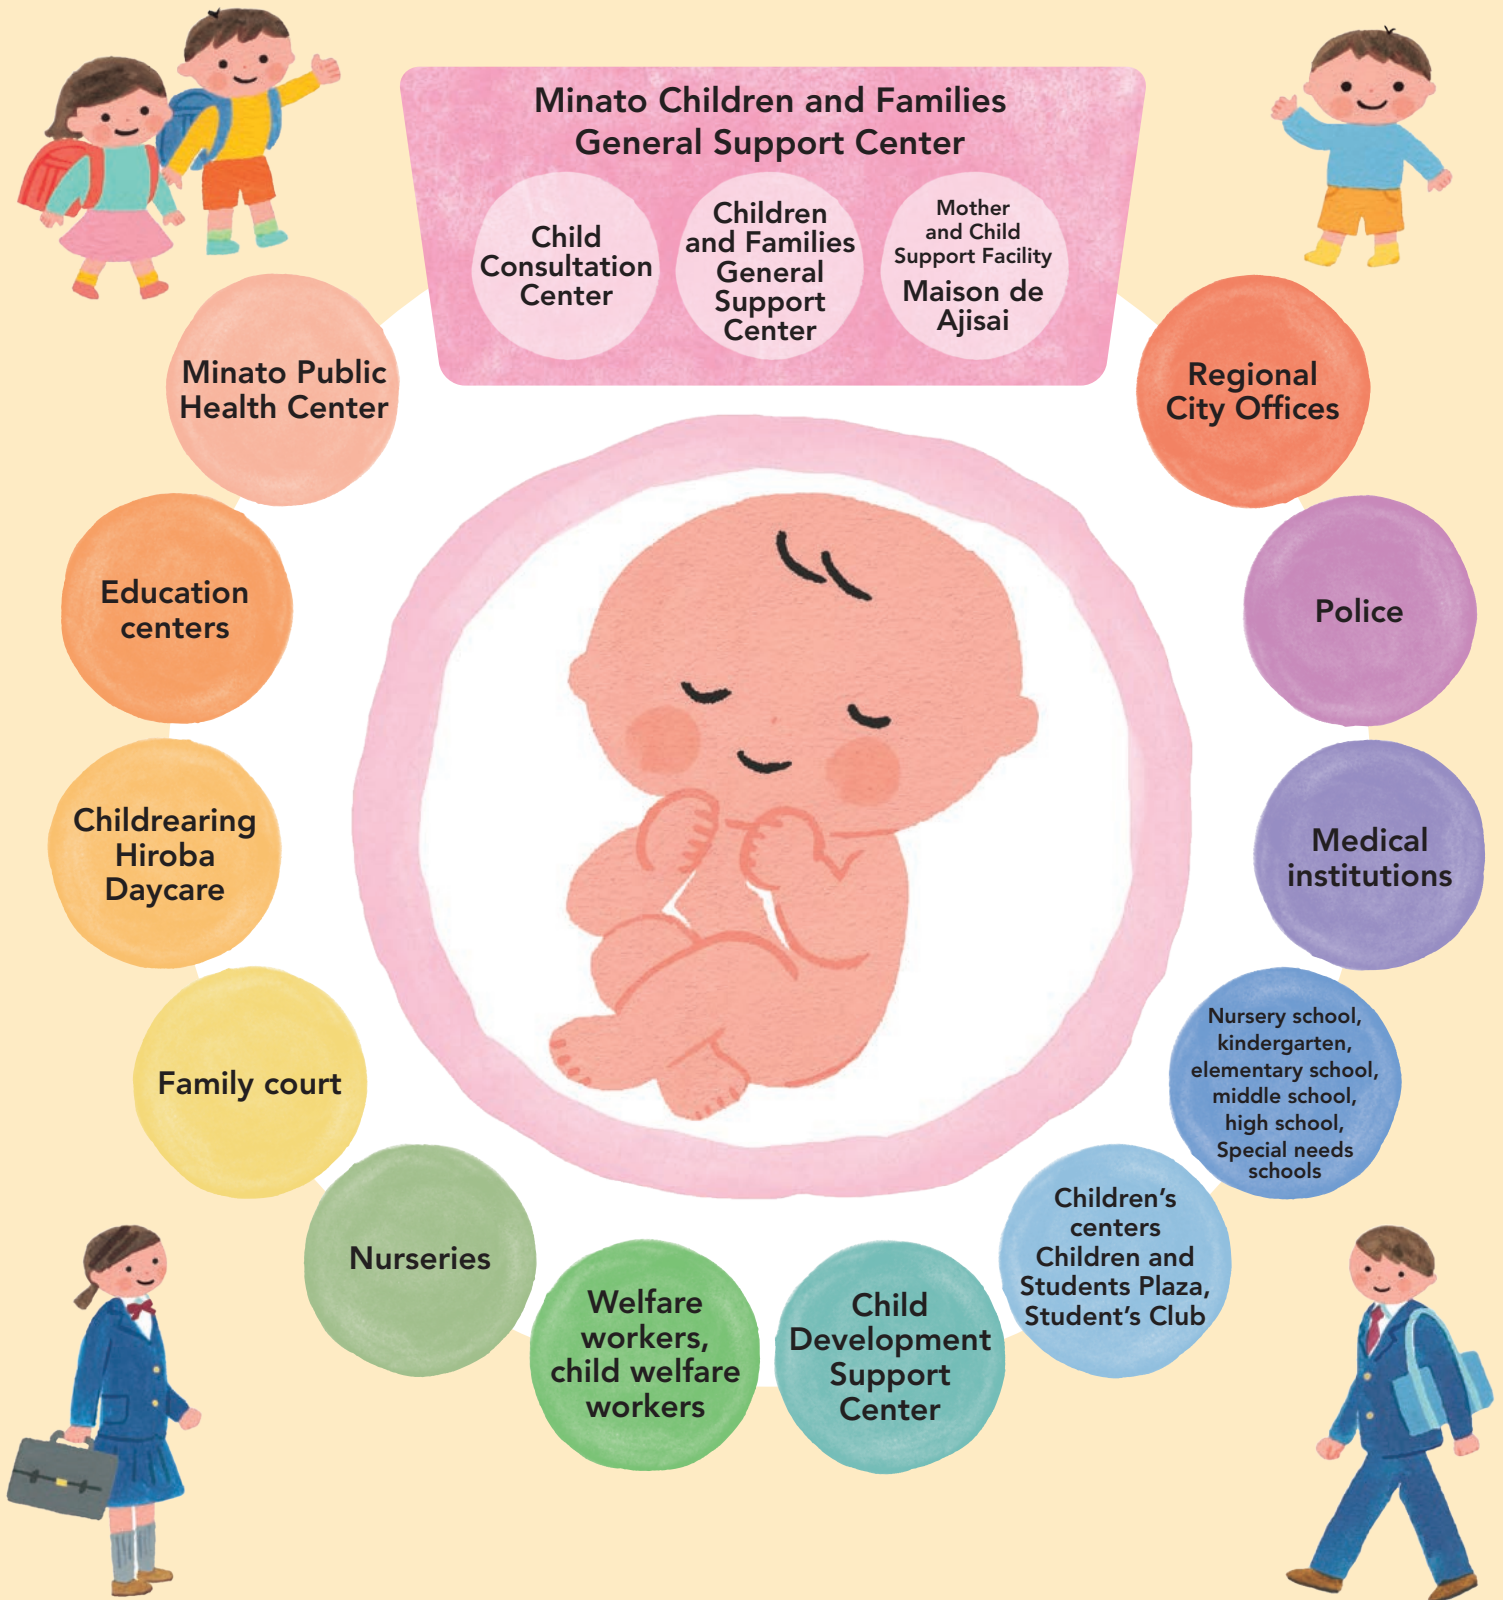 Minato Children and Families
General Support Center
Child
Consultation
Center
Children
and Families
General
Support
Center
Mother
and Child
Support Facility
Maison de
Ajisai
Minato Public
Health Center
Regional
City Offices
Education
centers
Police
Childrearing
Hiroba
Daycare
Medical
institutions
Family court
Nursery school,
kindergarten,
elementary school,
middle school,
high school,
Special needs
schools
Nurseries
Children’s
centers
Children and
Students Plaza,
Student’s Club
Welfare
workers,
child welfare
workers
Child
Development
Support
Center